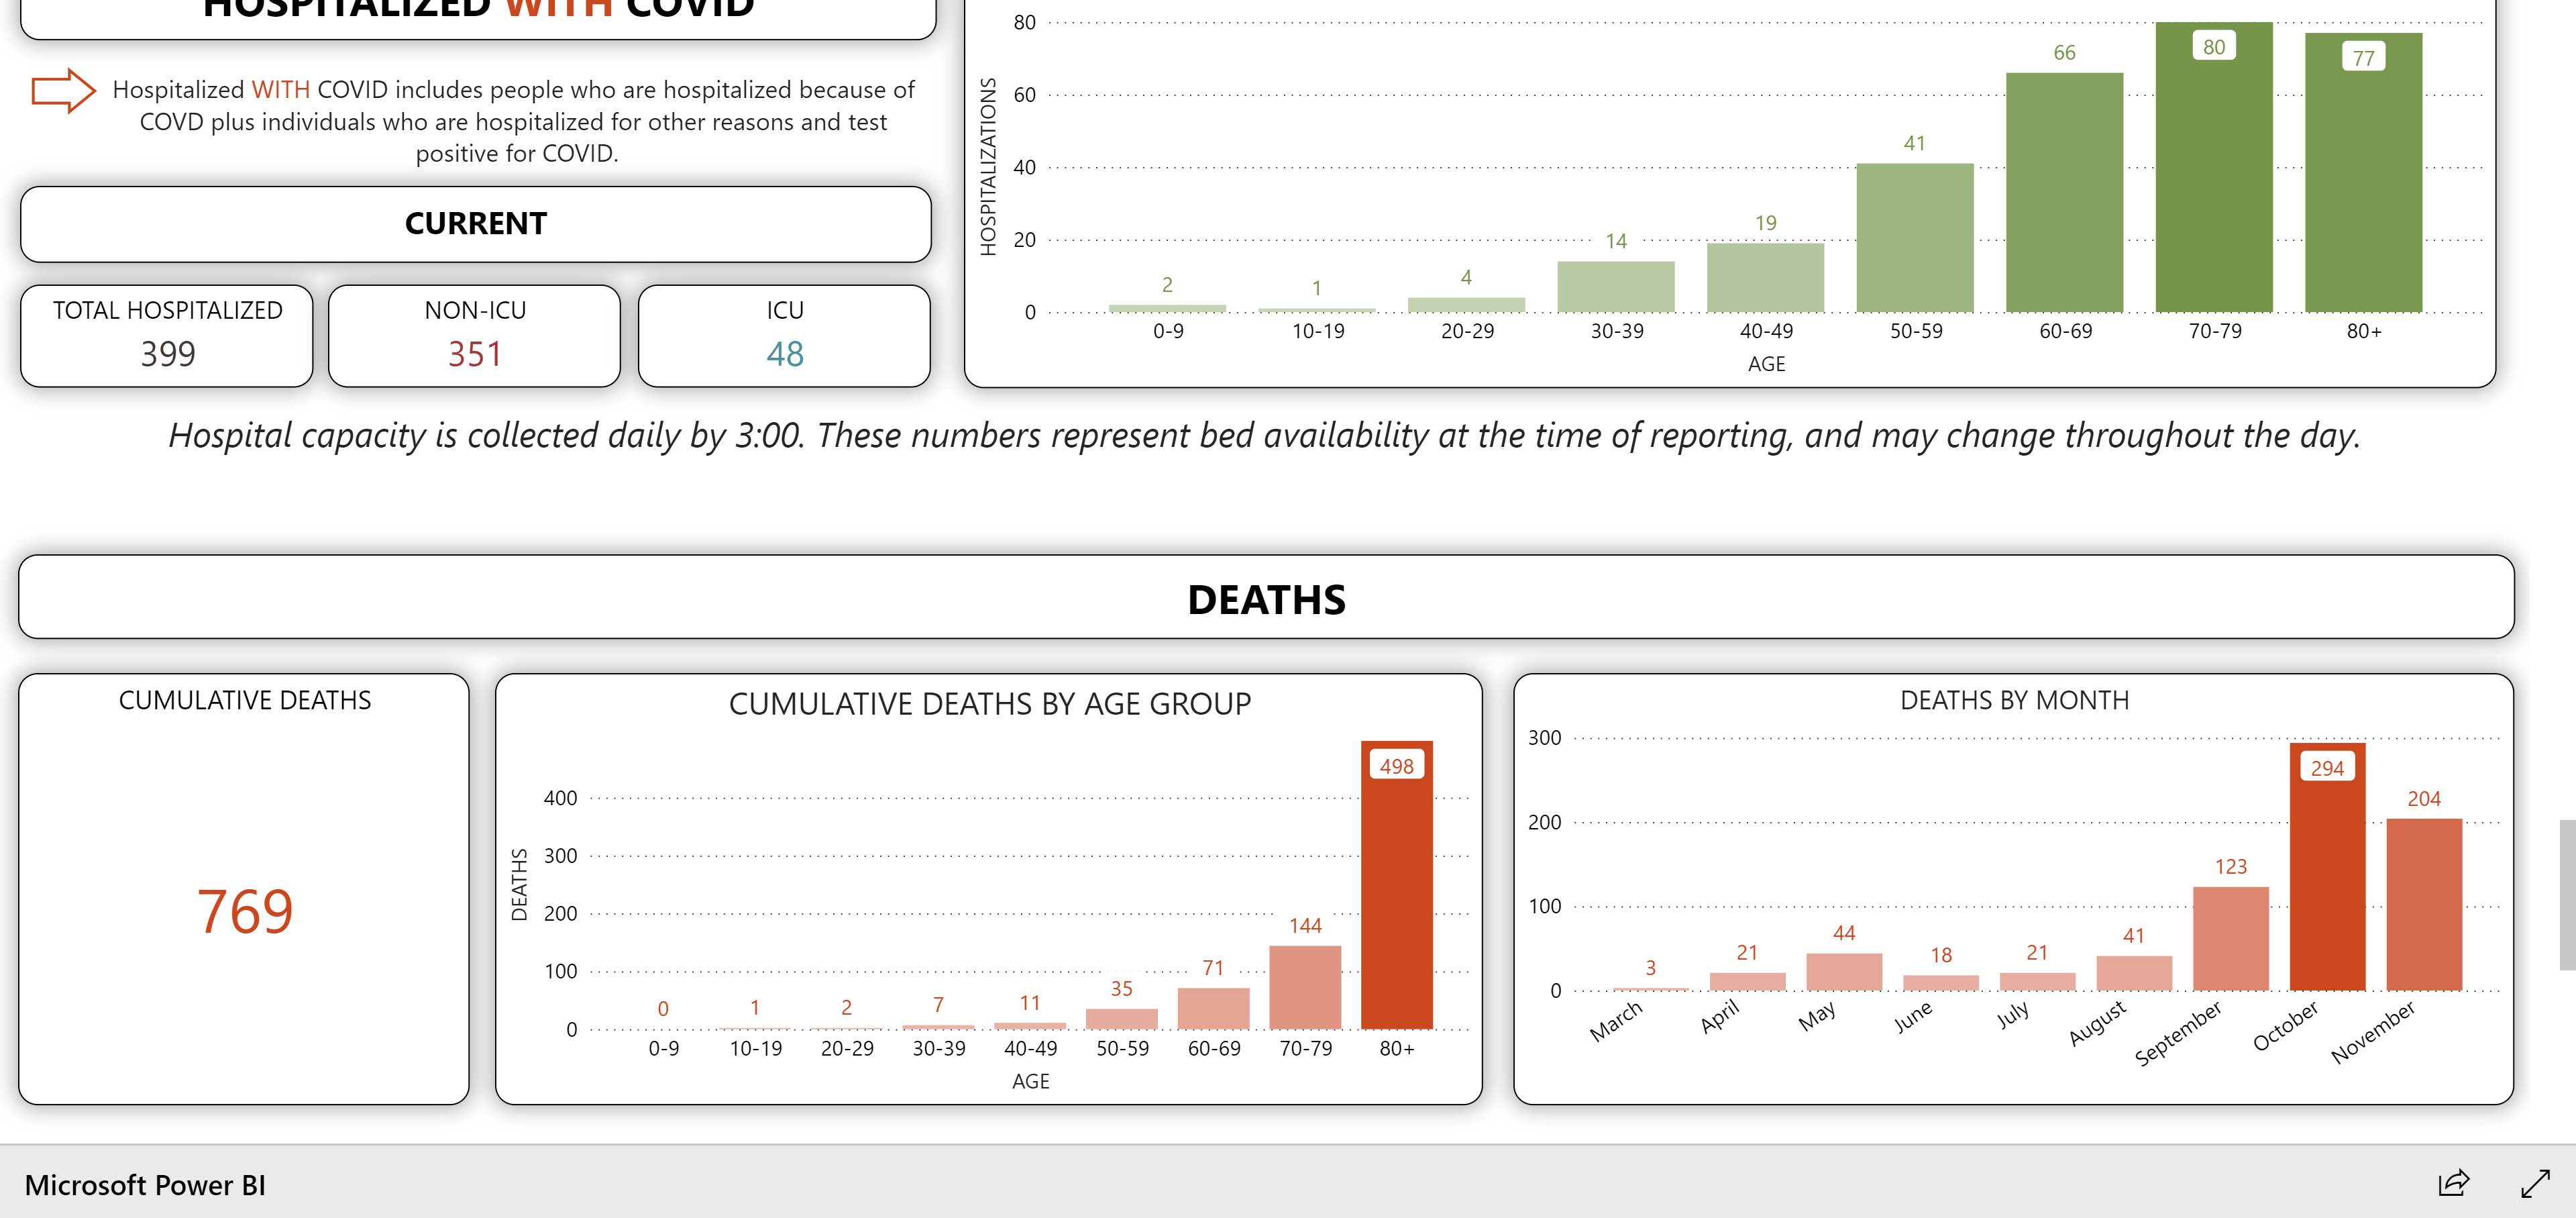 HOSPITALIZED WITH COVID
Hospitalized WITH COVID includes people who are hospitalized because of
COVD plus individuals who are hospitalized for other reasons and test
positive for COVID.
CURRENT
TOTAL HOSPITALIZED
399
NON-ICU
351
ICU
48
HOSPITALIZATIONS
80
60
40
20
0
2
1
4
14
19
41
66
80
77
0-9
10-19
20-29
30-39
40-49
50-59
60-69
70-79
80+
AGE
Hospital capacity is collected daily by 3:00. These numbers represent bed availability at the time of reporting, and may change throughout the day.
DEATHS
CUMULATIVE DEATHS
769
CUMULATIVE DEATHS BY AGE GROUP
DEATHS
400
300
200
100
0
0
1
2
7
11
35
71
144
498
0-9
10-19
20-29
30-39
40-49
50-59
60-69
70-79
80+
AGE
DEATHS BY MONTH
300
200
100
0
3
21
44
18
21
41
123
294
204
March
April
May
June
July
August
September
October
November
Microsoft Power BI